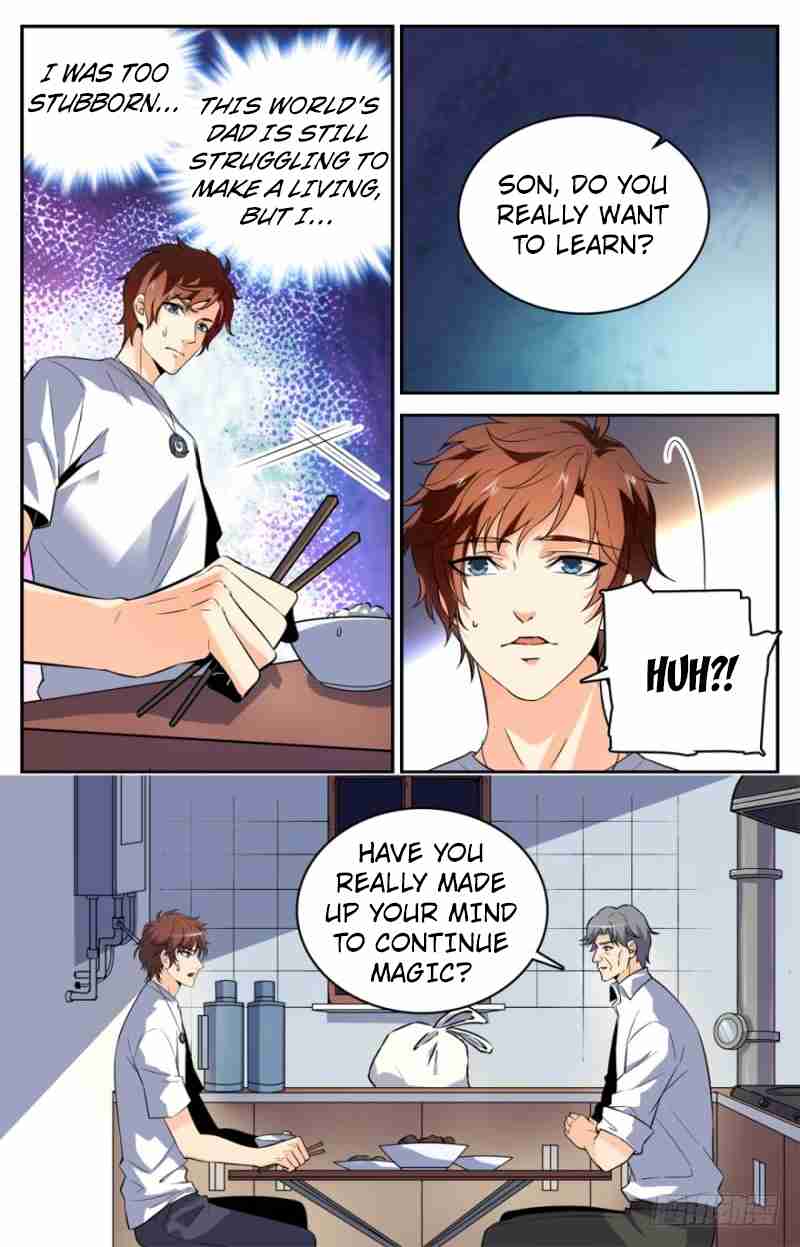 I WAS TOO
STUBBORN...
THIS WORLD'S
DAD IS STILL
STRUGGLING TO
MAKE A LIVING,
BUT I...
SON, DO YOU
REALLY WANT
TO LEARN?
HUH?!
HAVE YOU
REALLY MADE
UP YOUR MIND
TO CONTINUE
MAGIC?